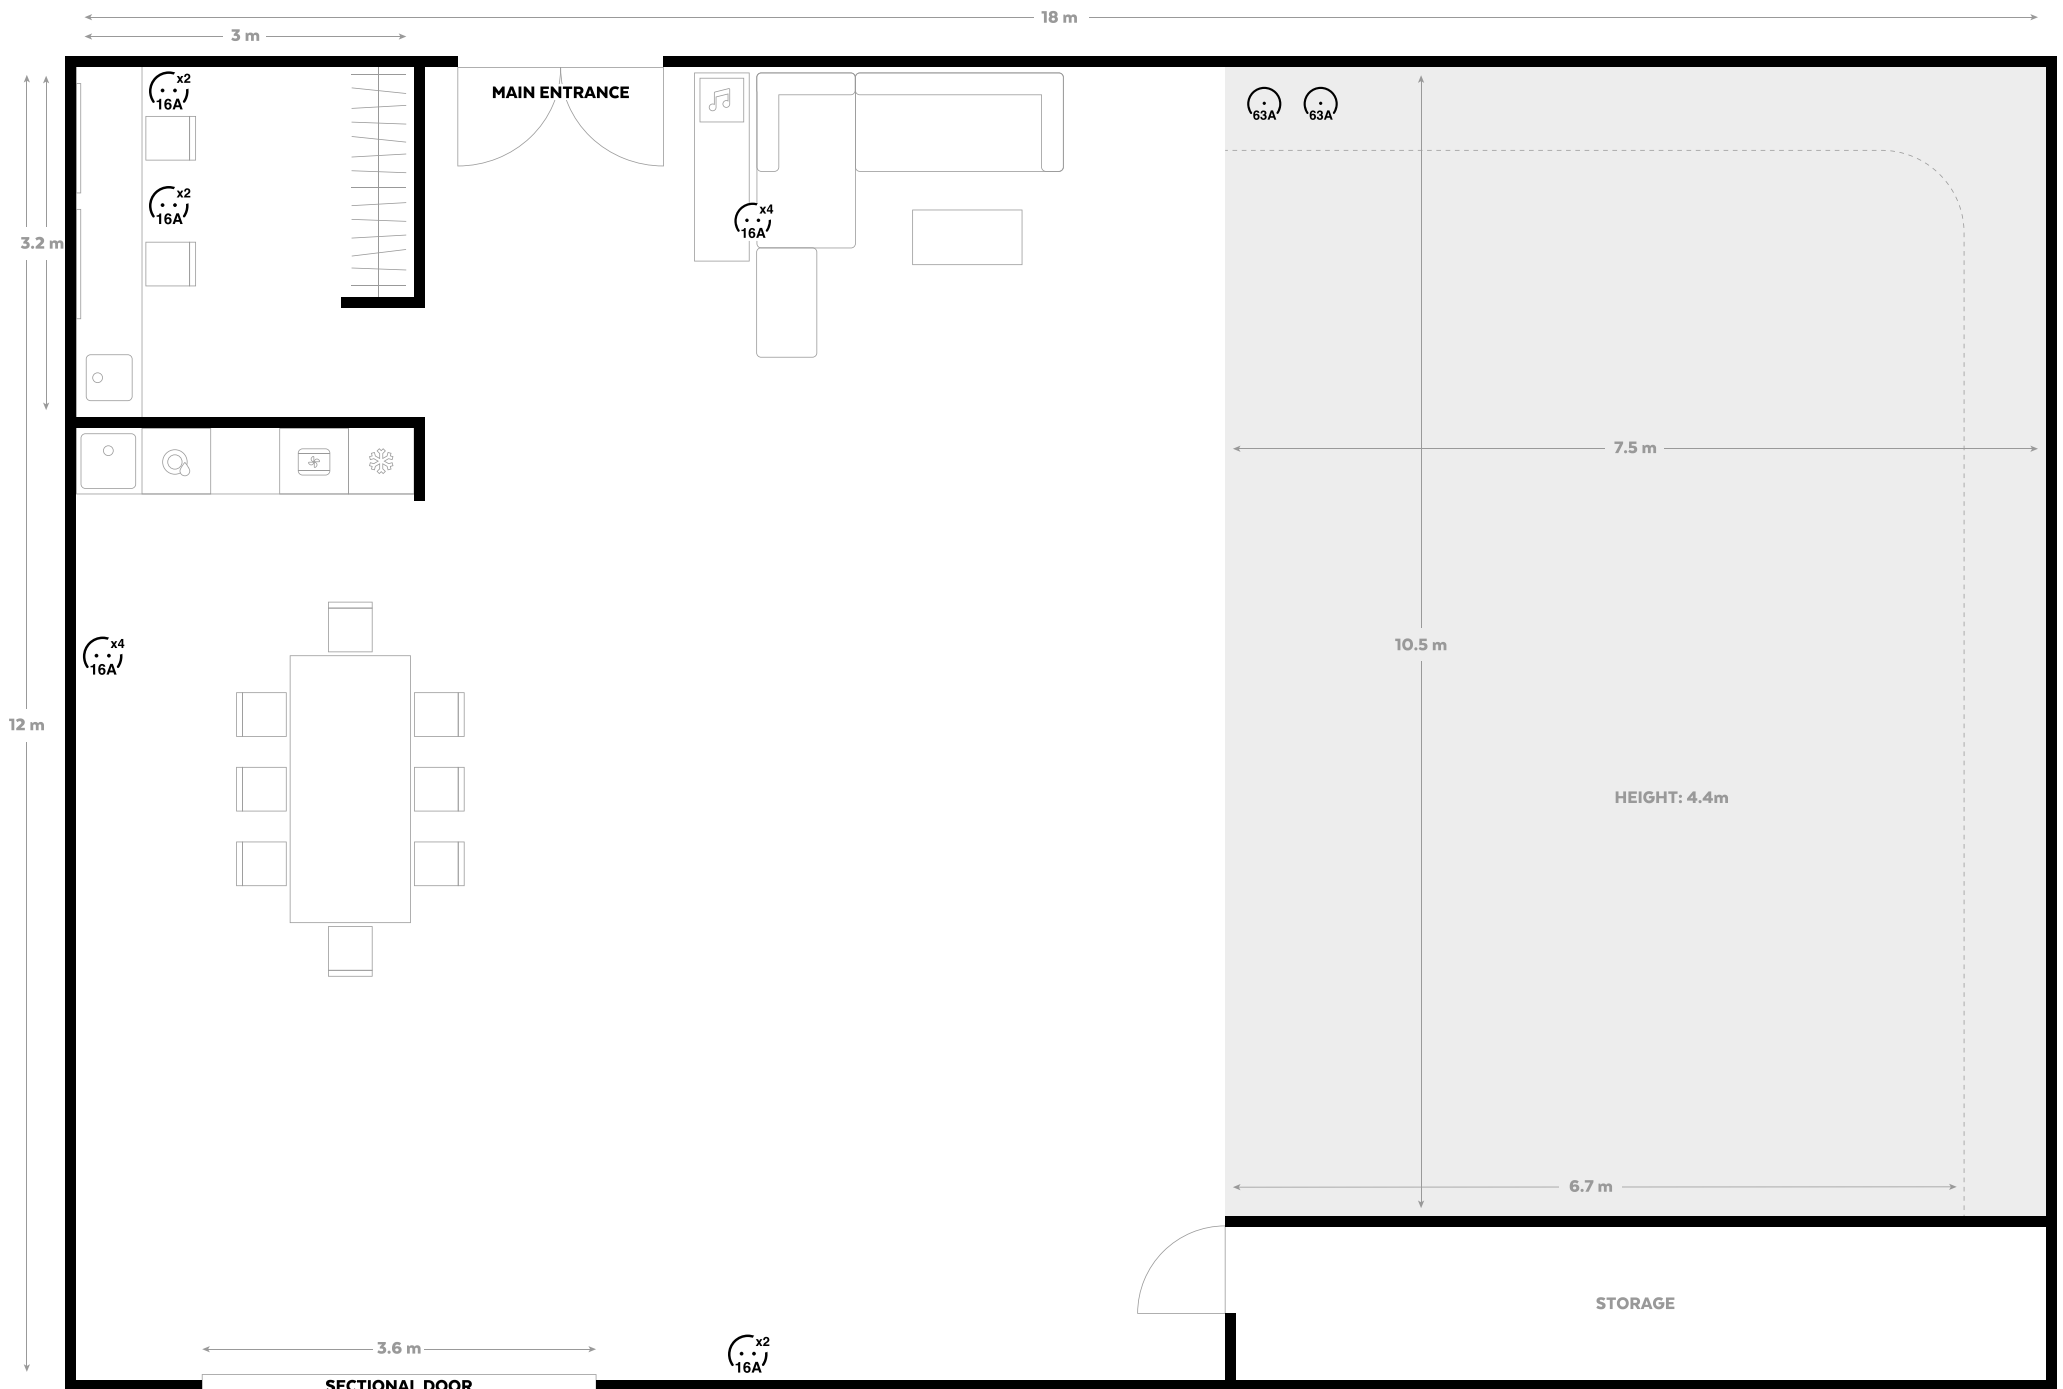 18 m
3 m
MAIN ENTRANCE
x2
16A
63A
63A
x2
16A
x4
16A
3.2 m
7.5 m
10.5 m
x4
16A
12 m
HEIGHT: 4.4m
6.7 m
STORAGE
3.6 m
x2
16A
SECTIONAL DOOR